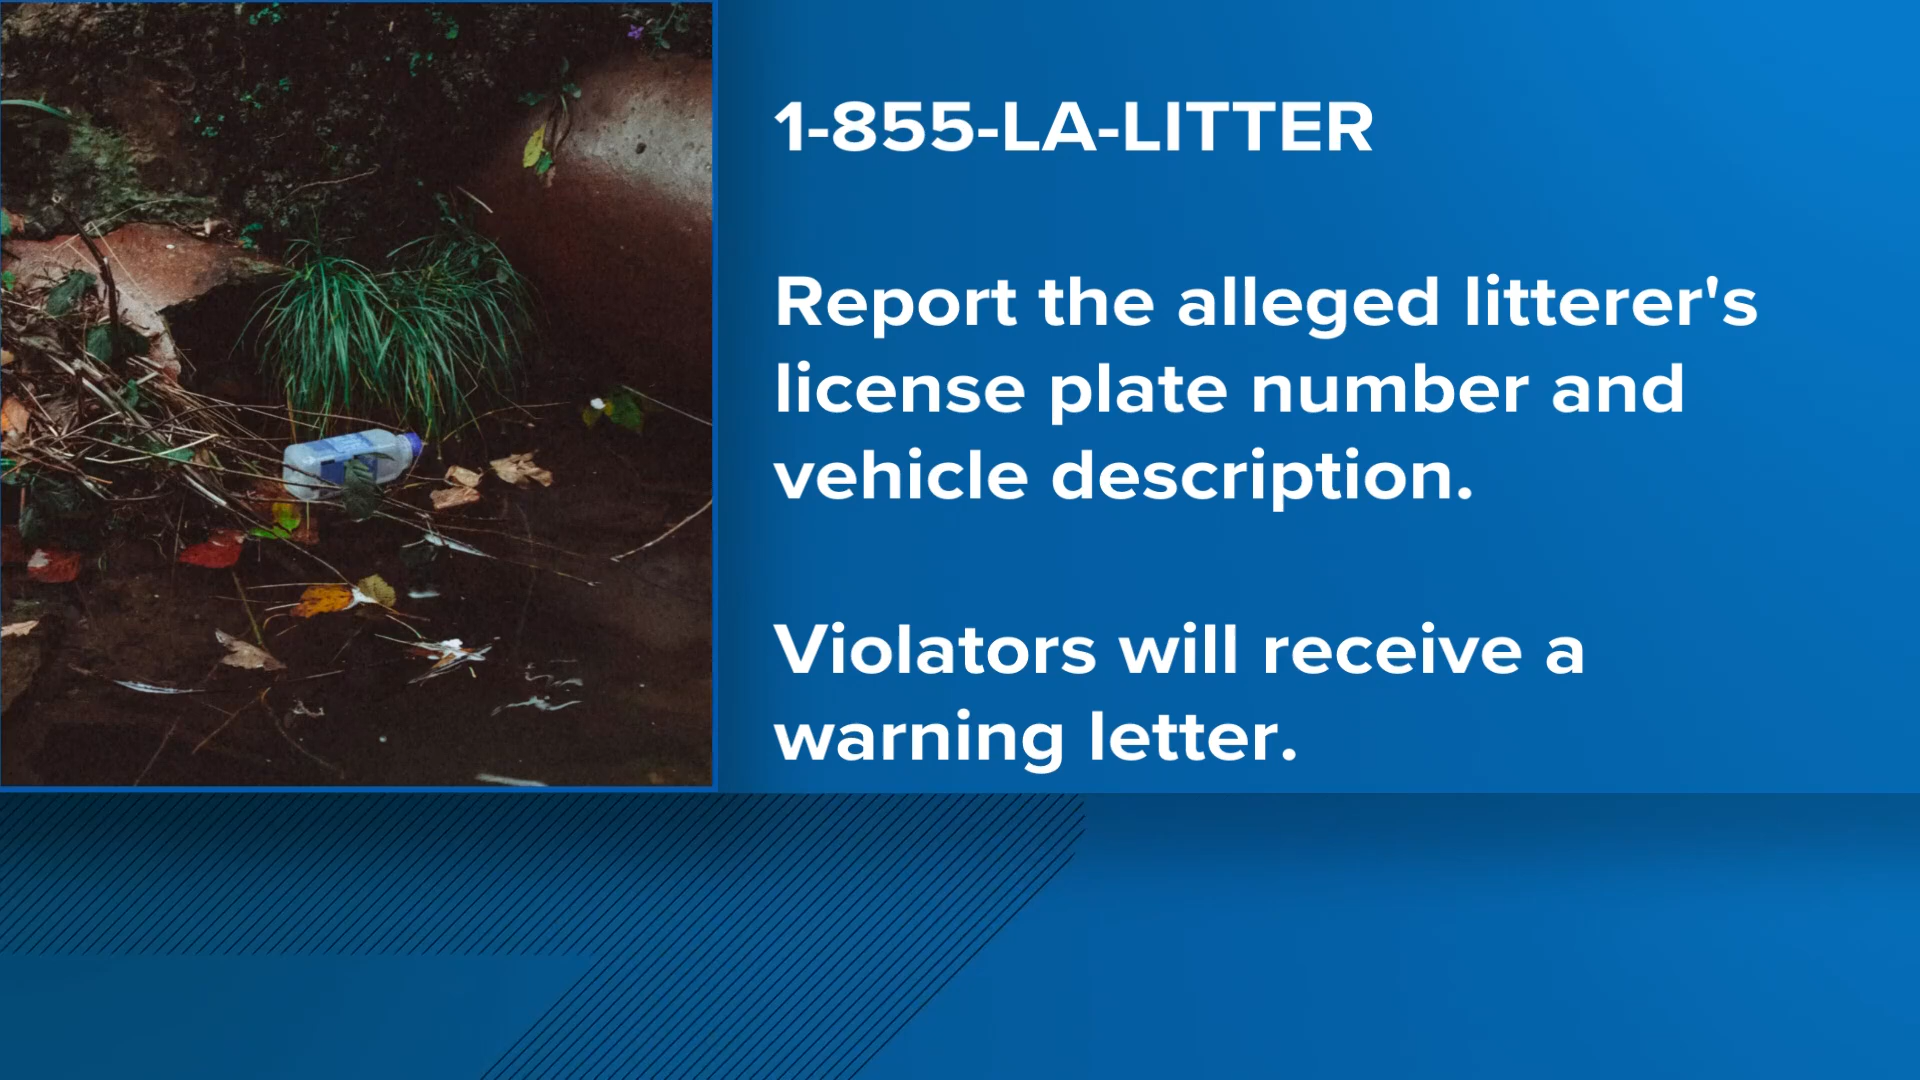 1-855-LA-LITTER
Report the alleged litterer's
license plate number and
vehicle description.
Violators will receive a
warning letter.